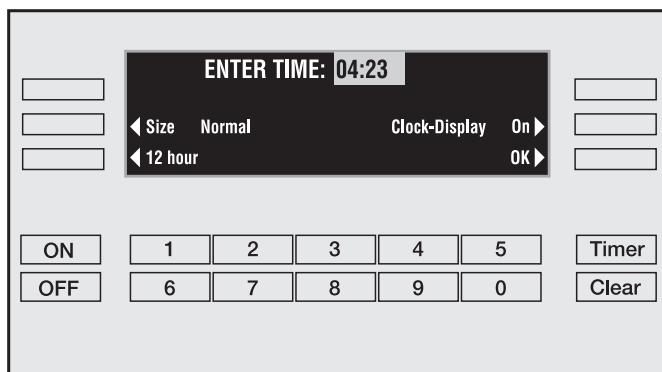 ENTER TIME: 04:23
Size Normal Clock-Display On
12 hour OK
ON 1 2 3 4 5 Timer
OFF 6 7 8 9 0 Clear